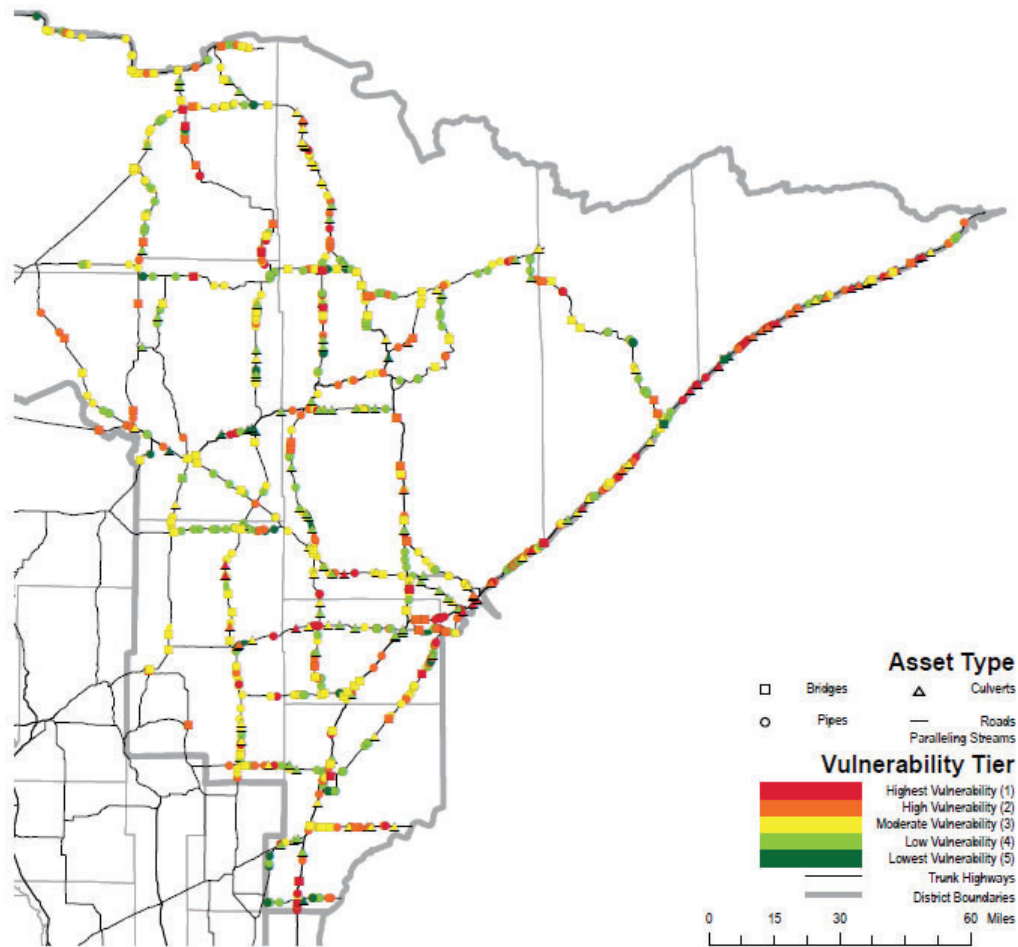 Asset Type
Bridges Culverts
Pipes Roads
Paralleling Streams
Vulnerability Tier
Highest Vulnerability (1)
High Vulnerability (2)
Moderate Vulnerability (3)
Low Vulnerability (4)
Lowest Vulnerability (5)
Trunk Highways
District Boundaries
0 15 30 60 Miles